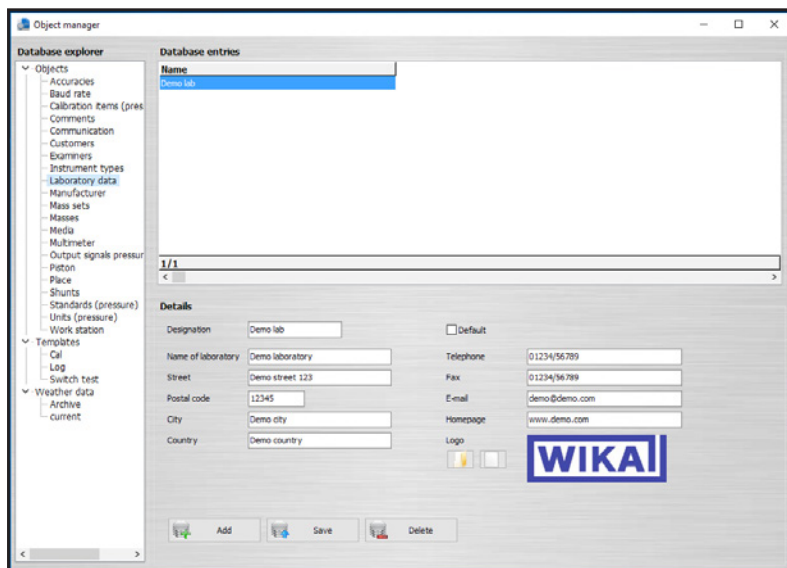 Object manager
Database explorer
Objects
Accuracies
Baud rate
Calibration items (pres
Comments
Communication
Customers
Examiners
Instrument types
Laboratory data
Manufacturer
Mass sets
Masses
Media
Multimeter
Output signals pressur
Piston
Place
Shunts
Standards (pressure)
Units (pressure)
Work station
Templates
Cal
Log
Switch test
Weather data
Archive
current
Database entries
Name
Demo lab
1/1
Details
Designation Demo lab Default
Name of laboratory Demo laboratory Telephone 01234/56789
Street Demo street 123 Fax 01234/56789
Postal code 12345 E-mail demo@demo.com
City Demo city Homepage www.demo.com
Country Demo country Logo
WIKAI
Add Save Delete